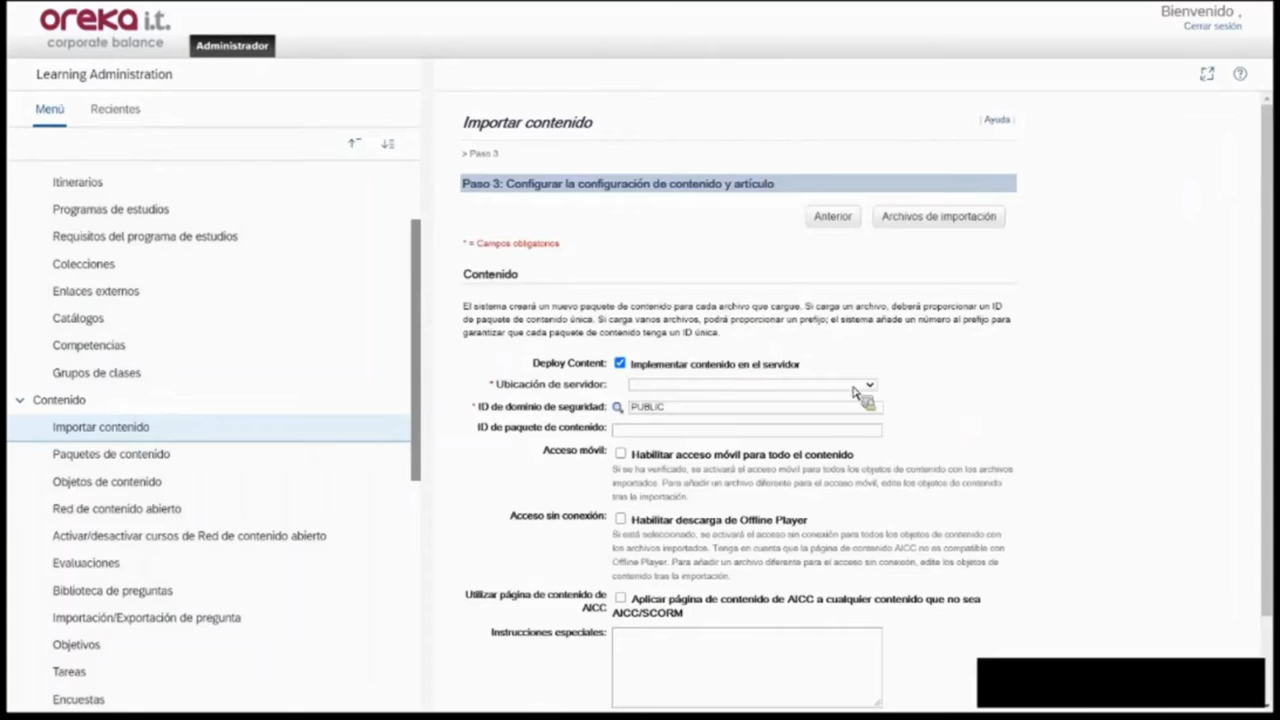 oreka i.t.
corporate balance
Administrador
Bienvenido ,
Cerrar sesión
Learning Administration
Menú
Recientes
Itinerarios
Programas de estudios
Requisitos del programa de estudios
Colecciones
Enlaces externos
Catálogos
Competencias
Grupos de clases
Contenido
Importar contenido
Paquetes de contenido
Objetos de contenido
Red de contenido abierto
Activar/desactivar cursos de Red de contenido abierto
Evaluaciones
Biblioteca de preguntas
Importación/Exportación de pregunta
Objetivos
Tareas
Encuestas
Importar contenido
| Ayuda |
> Paso 3
Paso 3: Configurar la configuración de contenido y artículo
Anterior
Archivos de importación
* = Campos obligatorios
Contenido
El sistema creará un nuevo paquete de contenido para cada archivo que cargue. Si carga un archivo, deberá proporcionar un ID
de paquete de contenido única. Si carga varios archivos, podrá proporcionar un prefijo; el sistema añade un número al prefijo para
garantizar que cada paquete de contenido tenga un ID única.
Deploy Content: Implementar contenido en el servidor
* Ubicación de servidor:
* ID de dominio de seguridad: PUBLIC
ID de paquete de contenido:
Acceso móvil: Habilitar acceso móvil para todo el contenido
Si se ha verificado, se activará el acceso móvil para todos los objetos de contenido con los archivos
importados. Para añadir un archivo diferente para el acceso móvil, edite los objetos de contenido
tras la importación.
Acceso sin conexión: Habilitar descarga de Offline Player
Si está seleccionado, se activará el acceso sin conexión para todos los objetos de contenido con
los archivos importados. Tenga en cuenta que la página de contenido AICC no es compatible con
Offline Player. Para añadir un archivo diferente para el acceso sin conexión, edite los objetos de
contenido tras la importación.
Utilizar página de contenido de AICC
Aplicar página de contenido de AICC a cualquier contenido que no sea
AICC/SCORM
Instrucciones especiales: